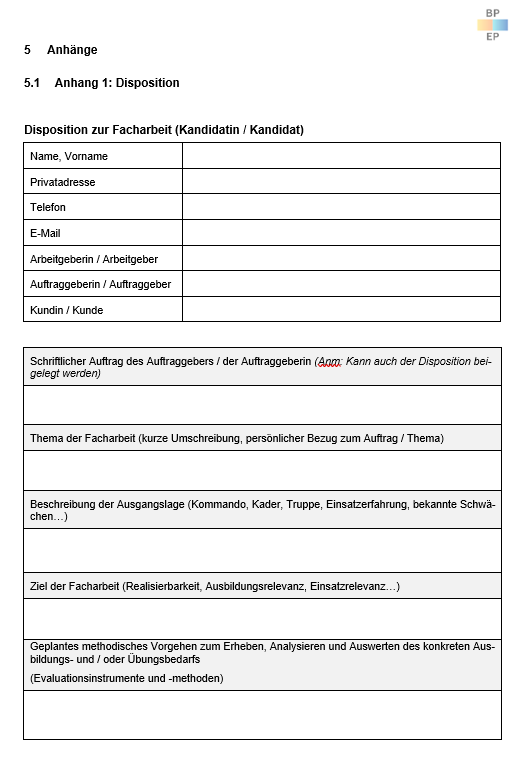 BP
EP
5 Anhänge
5.1 Anhang 1: Disposition
Disposition zur Facharbeit (Kandidatin / Kandidat)
Name, Vorname
Privatadresse
Telefon
E-Mail
Arbeitgeberin / Arbeitgeber
Auftraggeberin / Auftraggeber
Kundin / Kunde
Schriftlicher Auftrag des Auftraggebers / der Auftraggeberin (Anm: Kann auch der Disposition bei-
gelegt werden)
Thema der Facharbeit (kurze Umschreibung, persönlicher Bezug zum Auftrag / Thema)
Beschreibung der Ausgangslage (Kommando, Kader, Truppe, Einsatzerfahrung, bekannte Schwä-
chen…)
Ziel der Facharbeit (Realisierbarkeit, Ausbildungsrelevanz, Einsatzrelevanz…)
Geplantes methodisches Vorgehen zum Erheben, Analysieren und Auswerten des konkreten Aus-
bildungs- und / oder Übungsbedarfs
(Evaluationsinstrumente und -methoden)